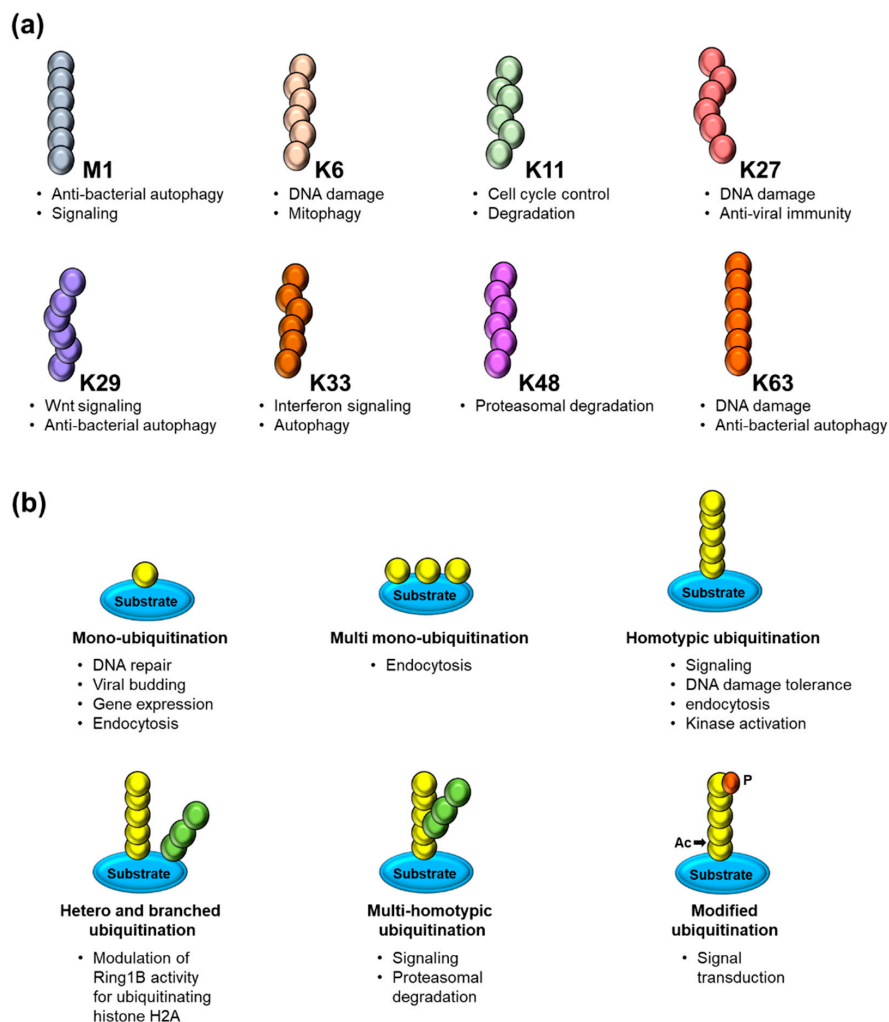 (a)
M1
• Anti-bacterial autophagy
• Signaling
K6
• DNA damage
• Mitophagy
K11
• Cell cycle control
• Degradation
K27
• DNA damage
• Anti-viral immunity
K29
• Wnt signaling
• Anti-bacterial autophagy
K33
• Interferon signaling
• Autophagy
K48
• Proteasomal degradation
K63
• DNA damage
• Anti-bacterial autophagy
(b)
Substrate
Mono-ubiquitination
• DNA repair
• Viral budding
• Gene expression
• Endocytosis
Substrate
Multi mono-ubiquitination
• Endocytosis
Substrate
Homotypic ubiquitination
• Signaling
• DNA damage tolerance
• endocytosis
• Kinase activation
Substrate
Hetero and branched
ubiquitination
• Modulation of
Ring1B activity
for ubiquitinating
histone H2A
Substrate
Multi-homotypic
ubiquitination
• Signaling
• Proteasomal
degradation
P
Ac
Substrate
Modified
ubiquitination
• Signal
transduction